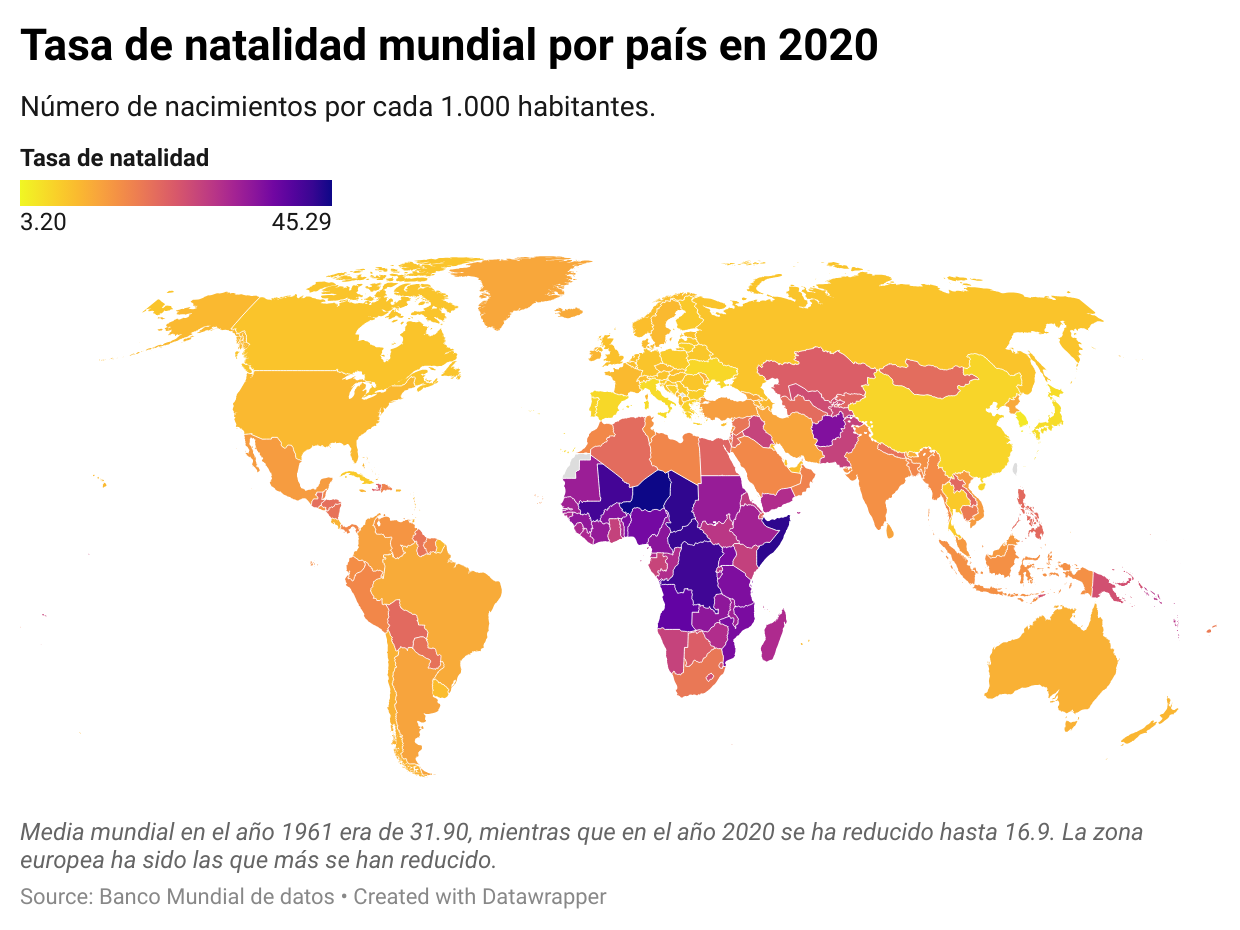 Tasa de natalidad mundial por país en 2020
Número de nacimientos por cada 1.000 habitantes.
Tasa de natalidad
3.20 45.29
Media mundial en el año 1961 era de 31.90, mientras que en el año 2020 se ha reducido hasta 16.9. La zona
europea ha sido las que más se han reducido.
Source: Banco Mundial de datos • Created with Datawrapper